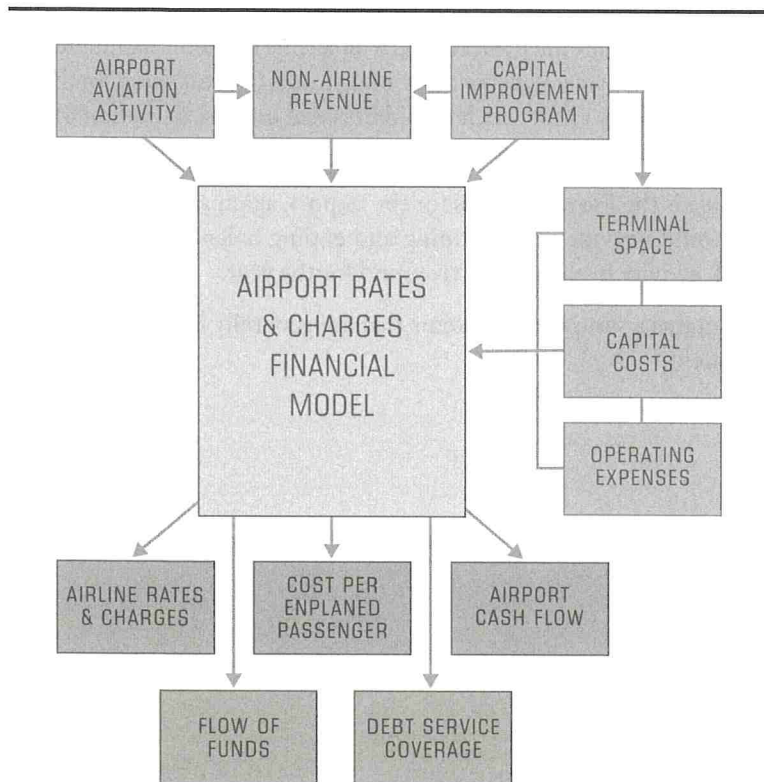 AIRPORT
AVIATION
ACTIVITY
NON-AIRLINE
REVENUE
CAPITAL
IMPROVEMENT
PROGRAM
AIRPORT RATES
& CHARGES
FINANCIAL
MODEL
TERMINAL
SPACE
CAPITAL
COSTS
OPERATING
EXPENSES
AIRLINE RATES
& CHARGES
COST PER
ENPLANED
PASSENGER
AIRPORT
CASH FLOW
FLOW OF
FUNDS
DEBT SERVICE
COVERAGE